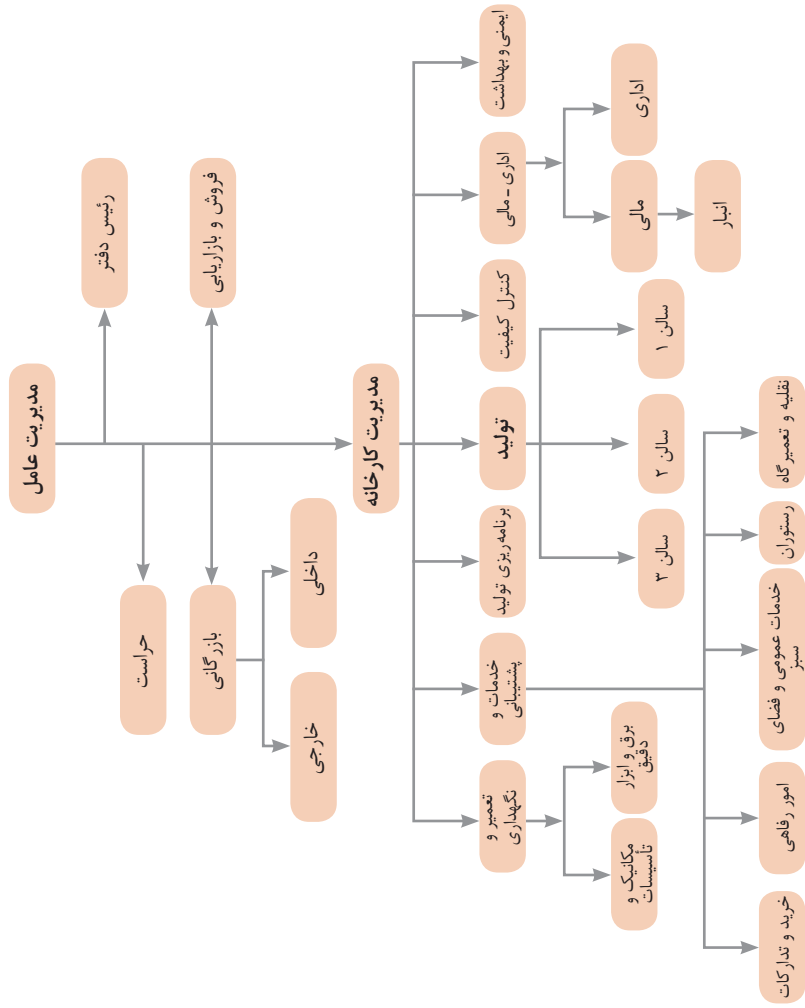 مدیریت عامل
رئیس دفتر
حراست
فروش و بازاریابی
بازرگانی
داخلی
خارجی
مدیریت کارخانه
ایمنی و بهداشت
اداری - مالی
کنترل کیفیت
تولید
برنامه ریزی تولید
خدمات و
پشتیبانی
تعمیر و
نگهداری
اداری
مالی
انبار
سالن ۱
سالن ۲
سالن ۳
برق و ابزار
دقیق
مکانیک و
تأسیسات
نقلیه و تعمیرگاه
رستوران
خدمات عمومی و فضای
سبز
امور رفاهی
خرید و تدارکات